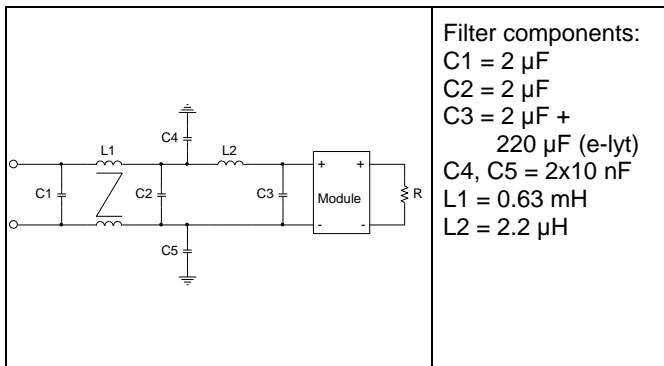 Filter components:
C1 = 2 µF
C2 = 2 µF
C3 = 2 µF +
220 µF (e-lyt)
C4, C5 = 2x10 nF
L1 = 0.63 mH
L2 = 2.2 µH
C4
L1
L2
C1
C2
C3
+ +
Module
- -
R
C5